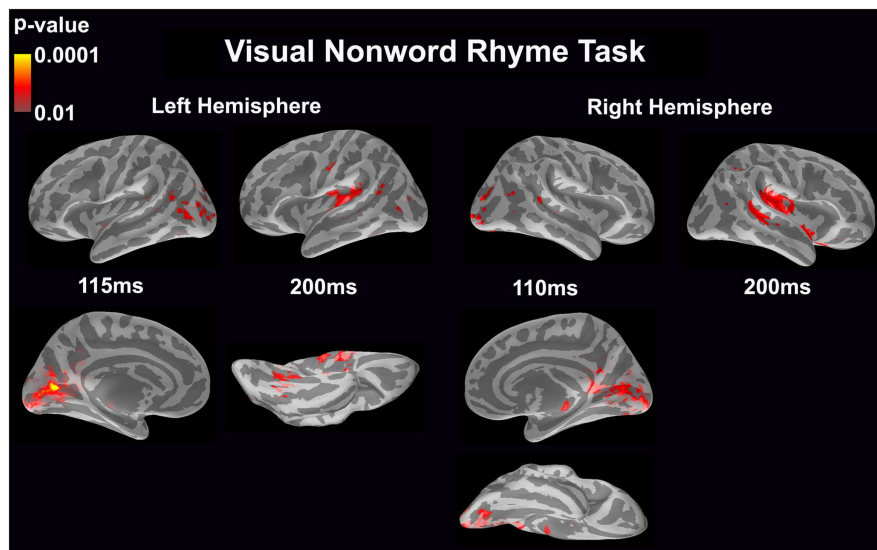 p-value
0.0001
0.01
Visual Nonword Rhyme Task
Left Hemisphere
Right Hemisphere
115ms
200ms
110ms
200ms